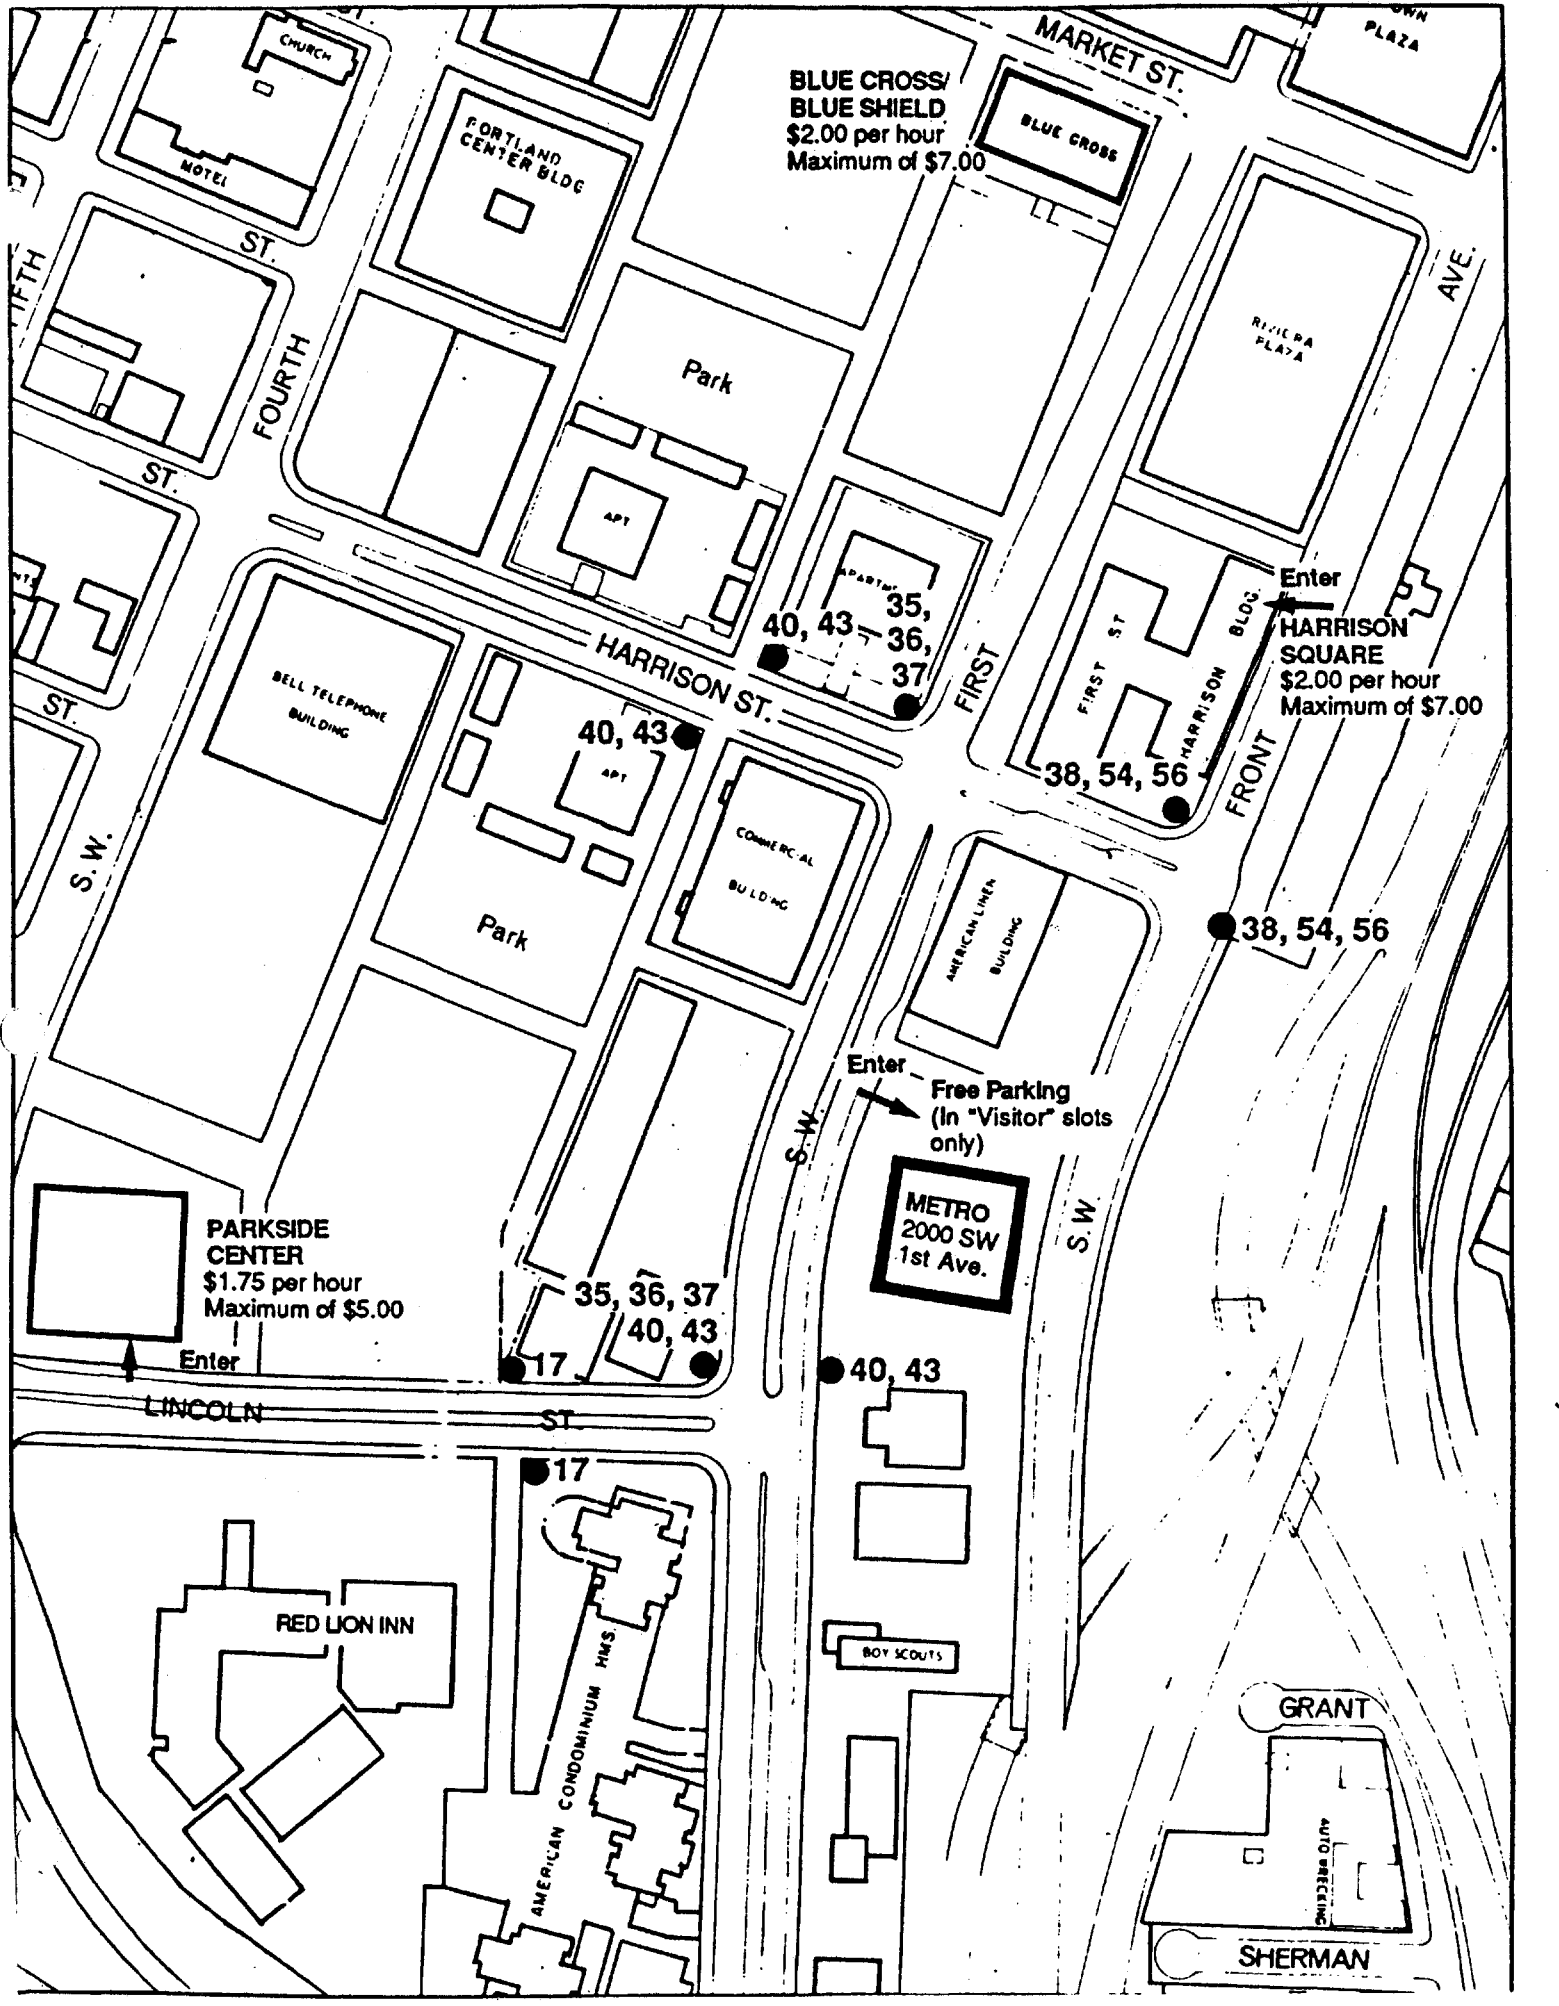 OWN
PLAZA
MARKET ST.
CHURCH
BLUE CROSS/
BLUE SHIELD
$2.00 per hour
Maximum of $7.00
BLUE CROSS
PORTLAND
CENTER BLDG
MOTEL
ST.
IFTH
AVE.
RIVIERA
PLAZA
FOURTH
Park
ST.
APT
Enter
HARRISON
SQUARE
$2.00 per hour
Maximum of $7.00
35,
36,
37
40, 43
HARRISON ST.
FIRST
FIRST ST
HARRISON BLDG.
BELL TELEPHONE
BUILDING
ST.
40, 43
APT
38, 54, 56
FRONT
S.W.
COMMERCIAL
BUILDING
AMERICAN LINEN
BUILDING
38, 54, 56
Park
Enter
Free Parking
(In "Visitor" slots
only)
S.W.
METRO
2000 SW
1st Ave.
S.W.
PARKSIDE
CENTER
$1.75 per hour
Maximum of $5.00
Enter
35, 36, 37
40, 43
17
40, 43
LINCOLN ST.
17
RED LION INN
AMERICAN CONDOMINIUM HMS.
BOY SCOUTS
GRANT
AUTO WRECKING
SHERMAN